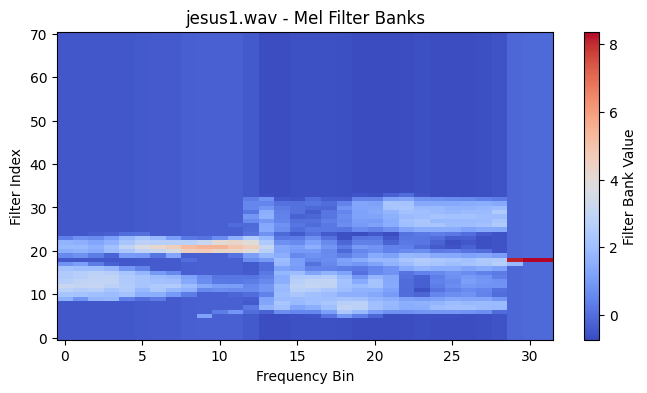 jesus1.wav - Mel Filter Banks
70
60
50
40
30
20
10
0
Filter Index
0 5 10 15 20 25 30
Frequency Bin
8
6
4
2
0
Filter Bank Value